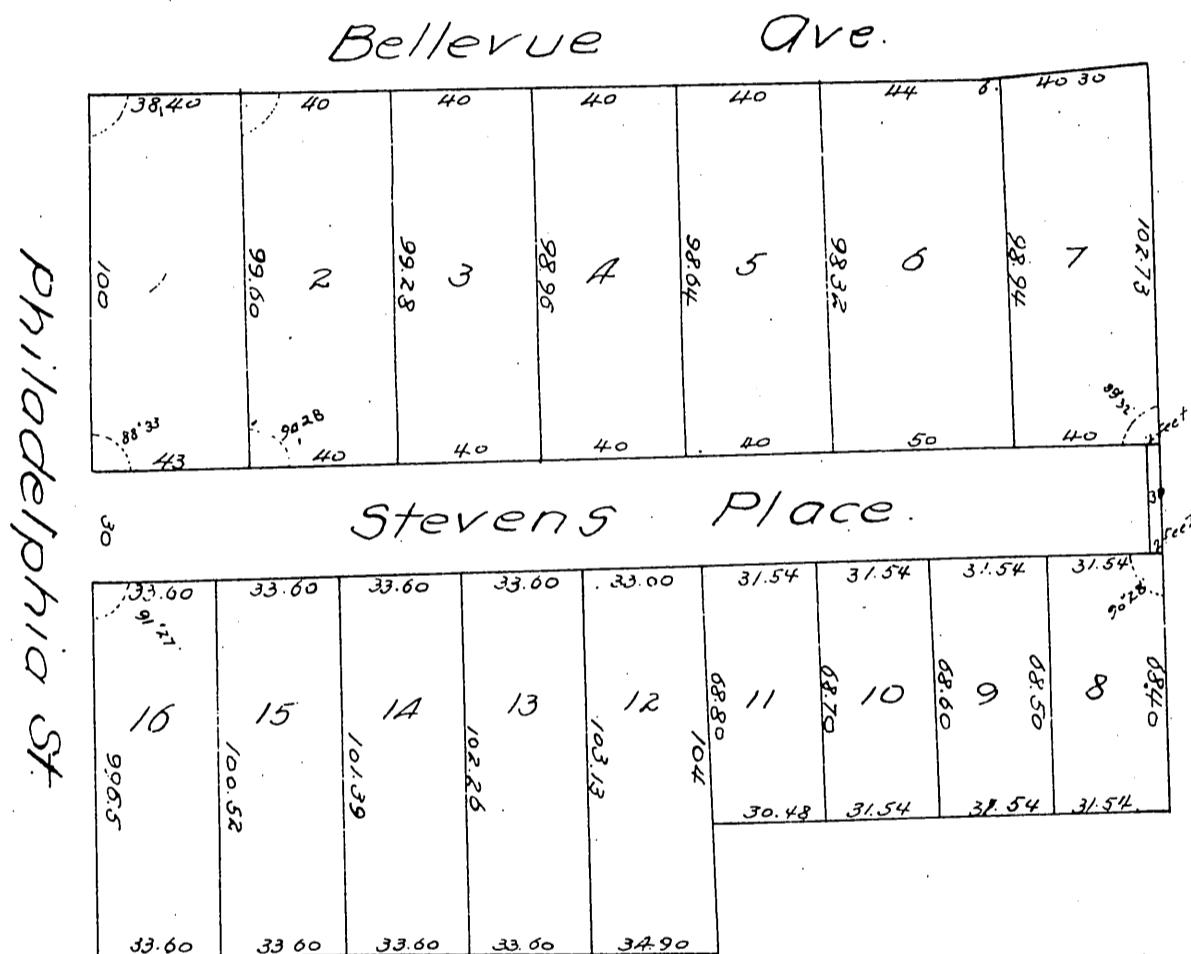 Bellevue Ave.
38.40 40 40 40 40 44 6. 40 30
100 1 99.60 2 99.28 3 98.96 4 98.64 5 98.32 6 98.94 7 102.73
88°33 90°28 89°32
43 40 40 40 40 50 40
Philadelphia St.
30 Stevens Place.
33.60 33.60 33.60 33.60 33.00 31.54 31.54 31.54 31.54
91°27 90°28
16 15 14 13 12 11 10 9 8
99.65 100.52 101.39 102.26 103.13 104 68.80 68.70 68.60 68.50 68.40
30.48 31.54 31.54 31.54
33.60 33 60 33.60 33.60 34.90